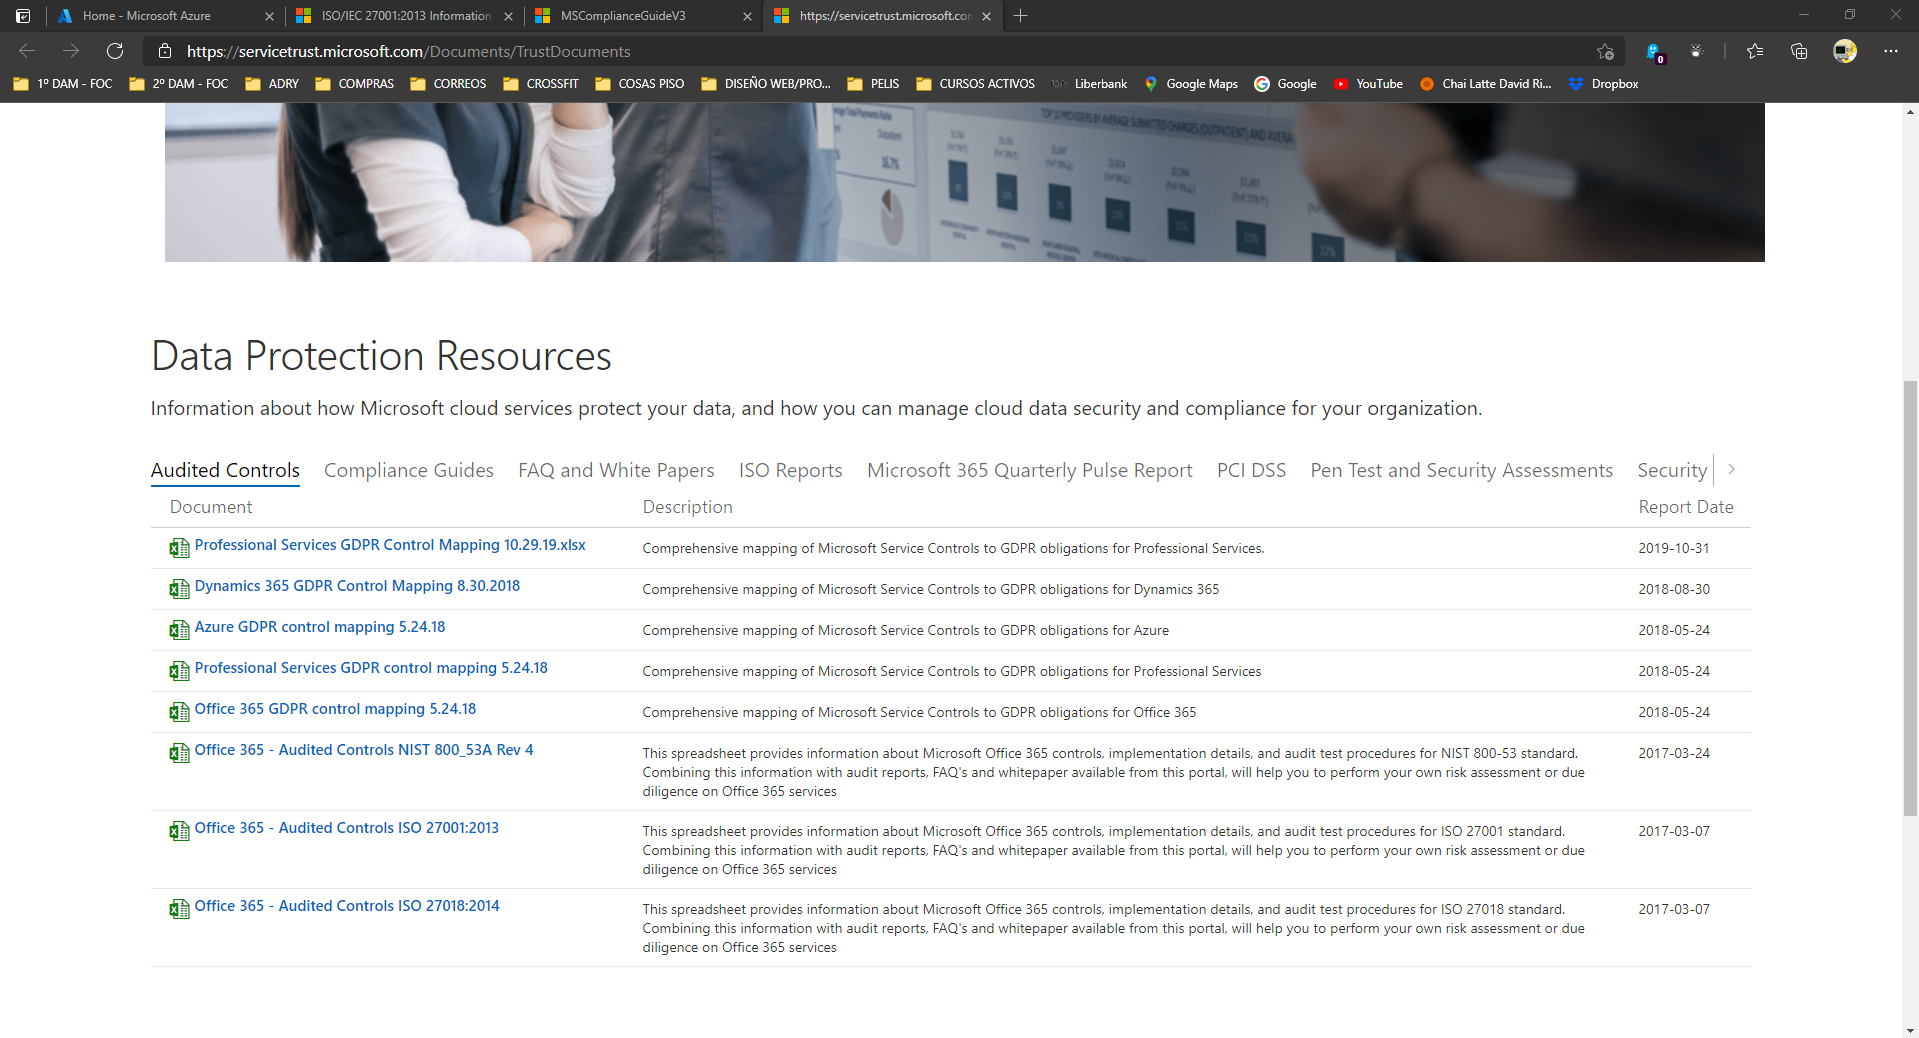 Home - Microsoft Azure
ISO/IEC 27001:2013 Information
MSComplianceGuideV3
https://servicetrust.microsoft.com
https://servicetrust.microsoft.com/Documents/TrustDocuments
0
1º DAM - FOC
2º DAM - FOC
ADRY
COMPRAS
CORREOS
CROSSFIT
COSAS PISO
DISEÑO WEB/PRO...
PELIS
CURSOS ACTIVOS
Liberbank
Google Maps
Google
YouTube
Chai Latte David Ri...
Dropbox
TOP 10 PROVIDERS BY AVERAGE SUBMITTED CHARGES (OUTPATIENT) AND AVERA
Outpatient
16.7%
Data Protection Resources
Information about how Microsoft cloud services protect your data, and how you can manage cloud data security and compliance for your organization.
Audited Controls Compliance Guides FAQ and White Papers ISO Reports Microsoft 365 Quarterly Pulse Report PCI DSS Pen Test and Security Assessments Security
Document Description Report Date
Professional Services GDPR Control Mapping 10.29.19.xlsx Comprehensive mapping of Microsoft Service Controls to GDPR obligations for Professional Services. 2019-10-31
Dynamics 365 GDPR Control Mapping 8.30.2018 Comprehensive mapping of Microsoft Service Controls to GDPR obligations for Dynamics 365 2018-08-30
Azure GDPR control mapping 5.24.18 Comprehensive mapping of Microsoft Service Controls to GDPR obligations for Azure 2018-05-24
Professional Services GDPR control mapping 5.24.18 Comprehensive mapping of Microsoft Service Controls to GDPR obligations for Professional Services 2018-05-24
Office 365 GDPR control mapping 5.24.18 Comprehensive mapping of Microsoft Service Controls to GDPR obligations for Office 365 2018-05-24
Office 365 - Audited Controls NIST 800_53A Rev 4 This spreadsheet provides information about Microsoft Office 365 controls, implementation details, and audit test procedures for NIST 800-53 standard. 2017-03-24
Combining this information with audit reports, FAQ's and whitepaper available from this portal, will help you to perform your own risk assessment or due
diligence on Office 365 services
Office 365 - Audited Controls ISO 27001:2013 This spreadsheet provides information about Microsoft Office 365 controls, implementation details, and audit test procedures for ISO 27001 standard. 2017-03-07
Combining this information with audit reports, FAQ's and whitepaper available from this portal, will help you to perform your own risk assessment or due
diligence on Office 365 services
Office 365 - Audited Controls ISO 27018:2014 This spreadsheet provides information about Microsoft Office 365 controls, implementation details, and audit test procedures for ISO 27018 standard. 2017-03-07
Combining this information with audit reports, FAQ's and whitepaper available from this portal, will help you to perform your own risk assessment or due
diligence on Office 365 services